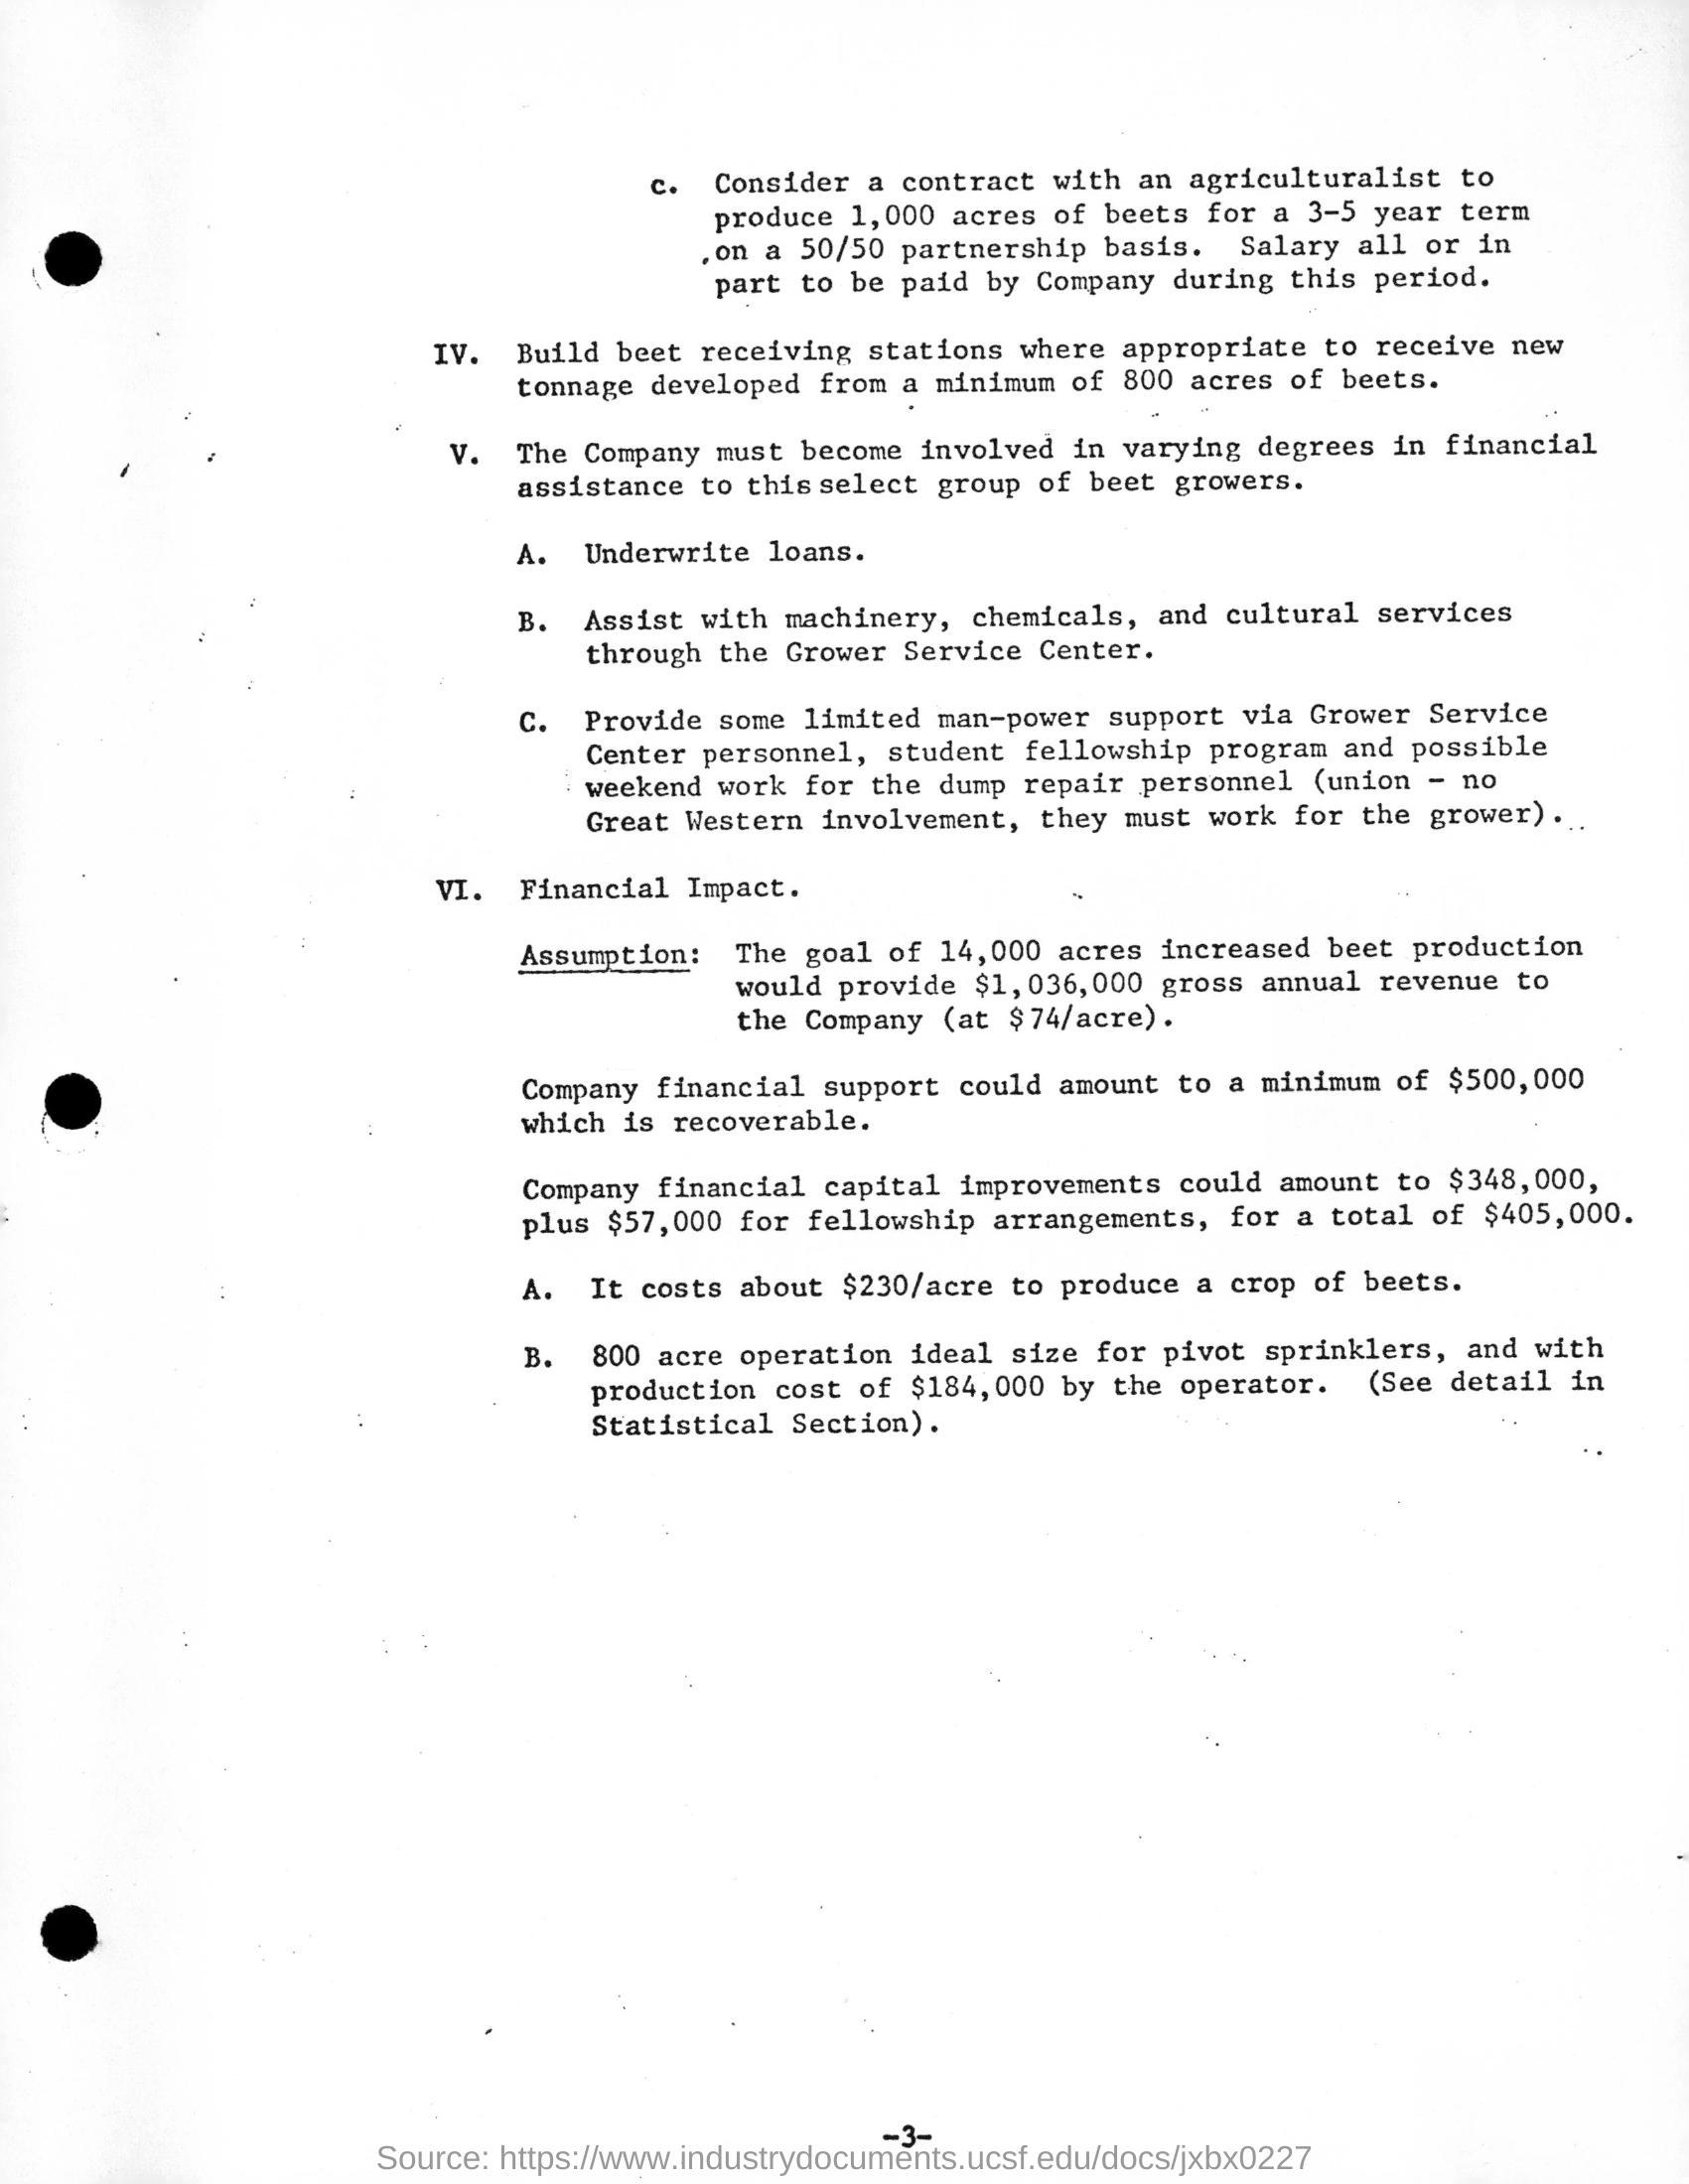 c. Consider a contract with an agriculturalist to
produce 1,000 acres of beets for a 3-5 year term
on a 50/50 partnership basis. Salary all or in
part to be paid by Company during this period.
IV. Build beet receiving stations where appropriate to receive new
tonnage developed from a minimum of 800 acres of beets.
V. The Company must become involved in varying degrees in financial
assistance to this select group of beet growers.
A. Underwrite loans.
B. Assist with machinery, chemicals, and cultural services
through the Grower Service Center.
C. Provide some limited man-power support via Grower Service
Center personnel, student fellowship program and possible
weekend work for the dump repair personnel (union - no
Great Western involvement, they must work for the grower).
VI. Financial Impact.
Assumption: The goal of 14,000 acres increased beet production
would provide $1,036,000 gross annual revenue to
the Company (at $74/acre).
Company financial support could amount to a minimum of $500,000
which is recoverable.
Company financial capital improvements could amount to $348,000,
plus $57,000 for fellowship arrangements, for a total of $405,000.
A. It costs about $230/acre to produce a crop of beets.
B. 800 acre operation ideal size for pivot sprinklers, and with
production cost of $184,000 by the operator. (See detail in
Statistical Section).
-3-
Source: https://www.industrydocuments.ucsf.edu/docs/jxbx0227